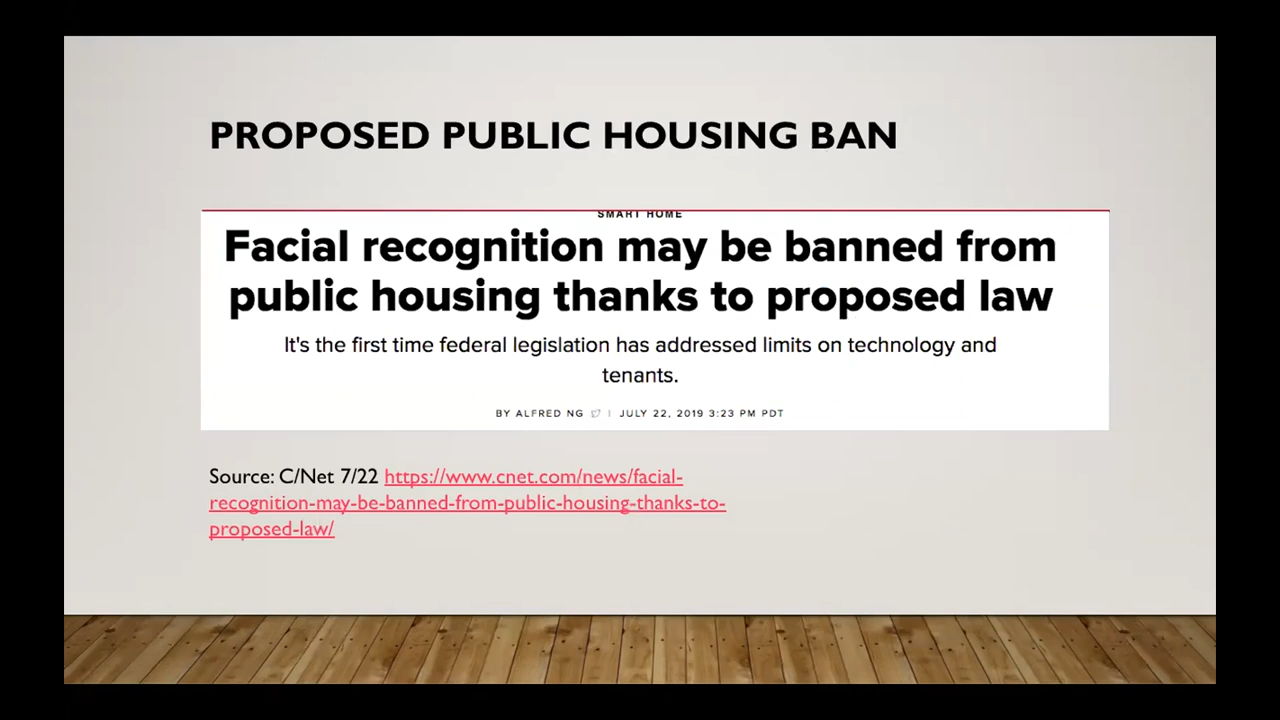 PROPOSED PUBLIC HOUSING BAN
SMART HOME
Facial recognition may be banned from
public housing thanks to proposed law
It's the first time federal legislation has addressed limits on technology and
tenants.
BY ALFRED NG | JULY 22, 2019 3:23 PM PDT
Source: C/Net 7/22 https://www.cnet.com/news/facial-
recognition-may-be-banned-from-public-housing-thanks-to-
proposed-law/